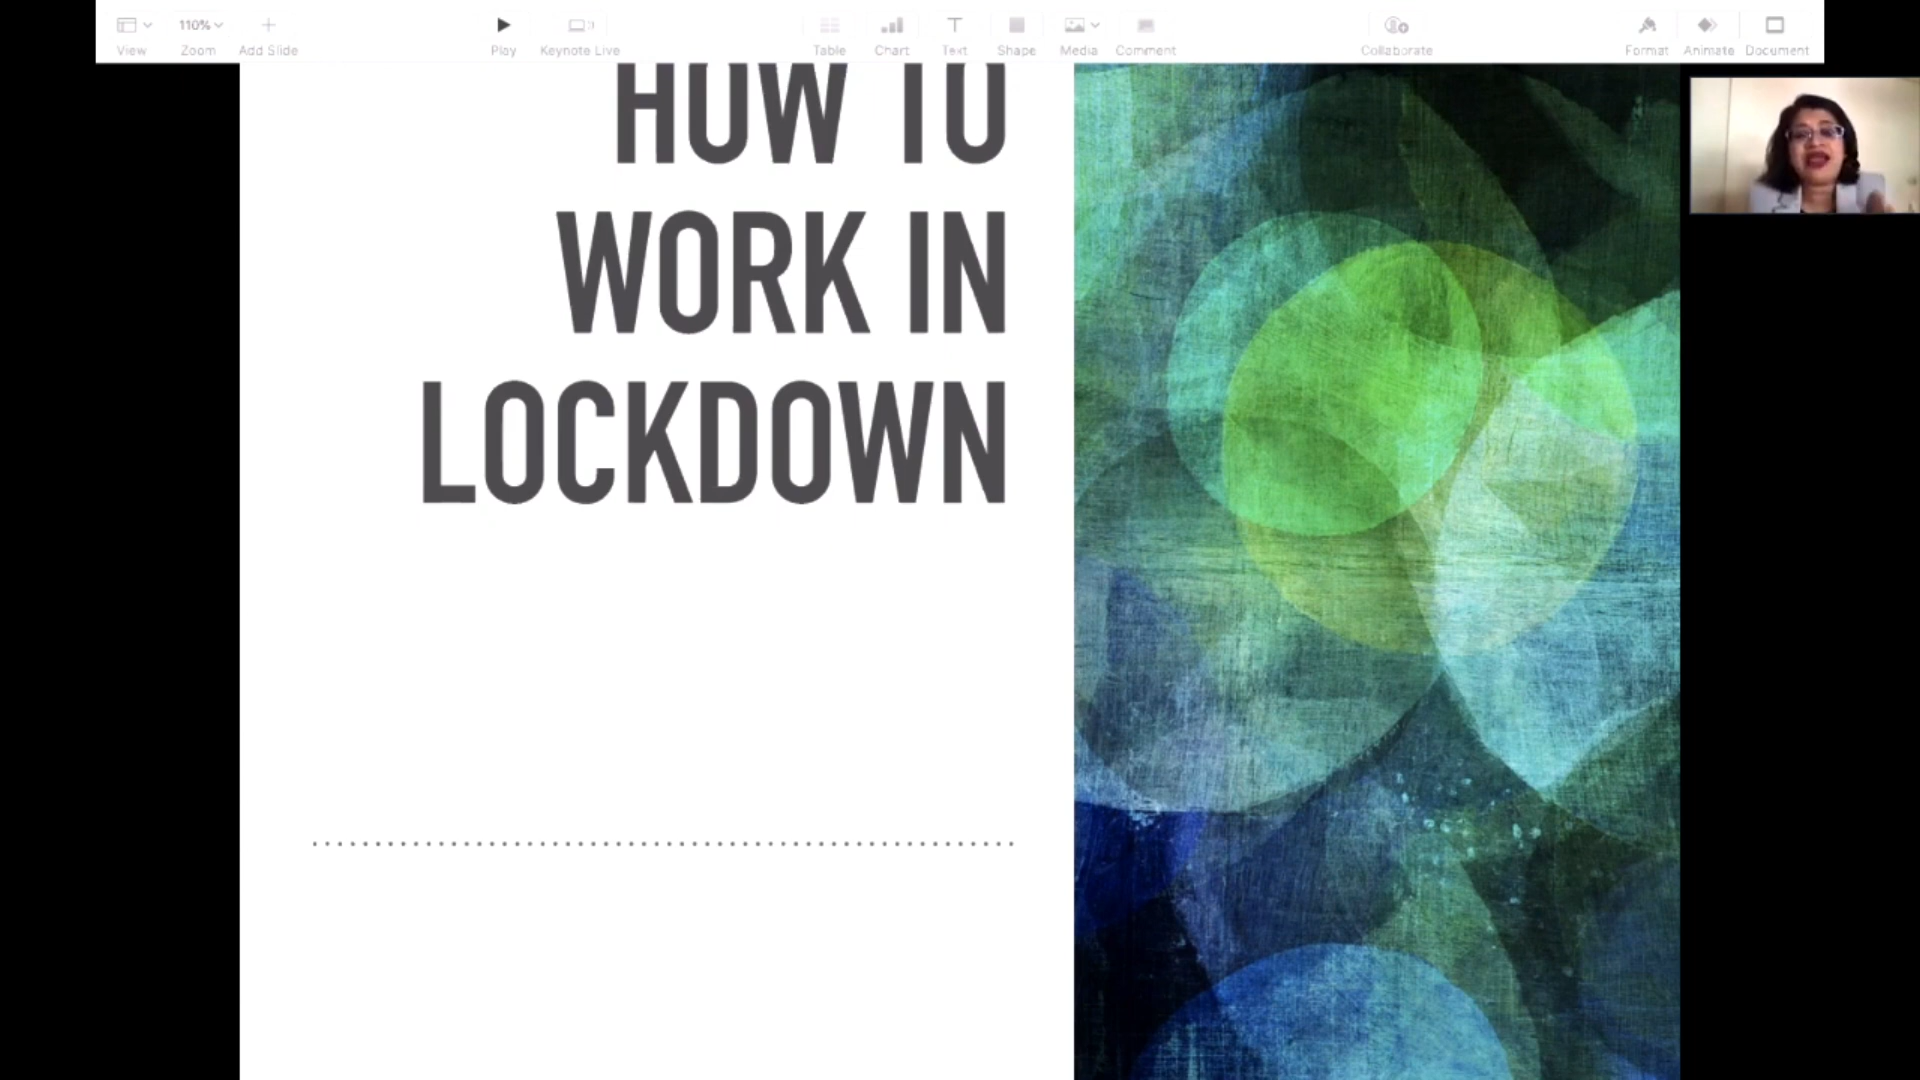 110%
View Zoom Add Slide Play Keynote Live Table Chart Text Shape Media Comment Collaborate Format Animate Document
HOW TO
WORK IN
LOCKDOWN